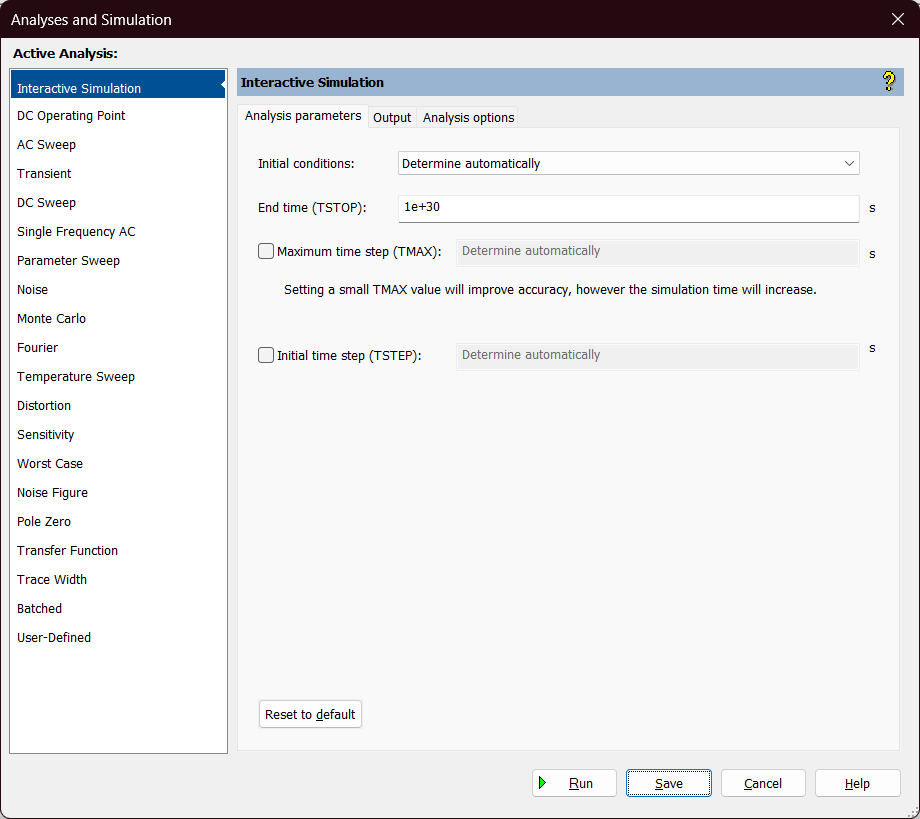 Analyses and Simulation
Active Analysis:
Interactive Simulation
DC Operating Point
AC Sweep
Transient
DC Sweep
Single Frequency AC
Parameter Sweep
Noise
Monte Carlo
Fourier
Temperature Sweep
Distortion
Sensitivity
Worst Case
Noise Figure
Pole Zero
Transfer Function
Trace Width
Batched
User-Defined
Interactive Simulation ?
Analysis parameters Output Analysis options
Initial conditions: Determine automatically
End time (TSTOP): 1e+30 s
Maximum time step (TMAX): Determine automatically s
Setting a small TMAX value will improve accuracy, however the simulation time will increase.
Initial time step (TSTEP): Determine automatically s
Reset to default
Run Save Cancel Help